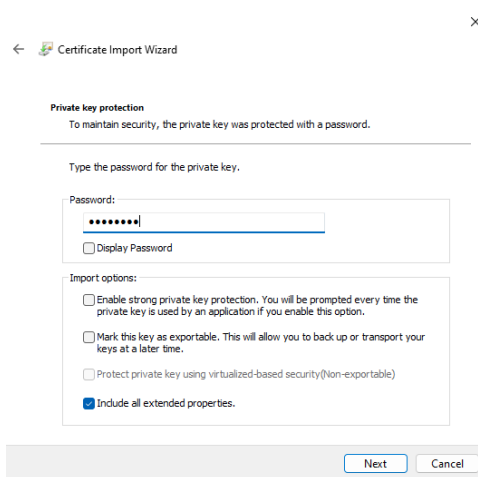 Certificate Import Wizard
Private key protection
To maintain security, the private key was protected with a password.
Type the password for the private key.
Password:
••••••••
Display Password
Import options:
Enable strong private key protection. You will be prompted every time the
private key is used by an application if you enable this option.
Mark this key as exportable. This will allow you to back up or transport your
keys at a later time.
Protect private key using virtualized-based security(Non-exportable)
Include all extended properties.
Next
Cancel